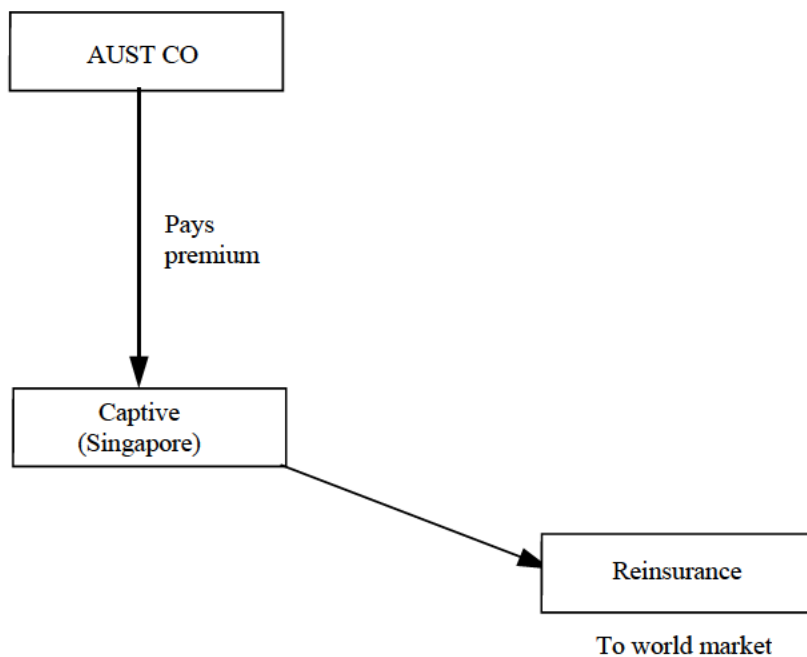 AUST CO
Pays
premium
Captive
(Singapore)
Reinsurance
To world market